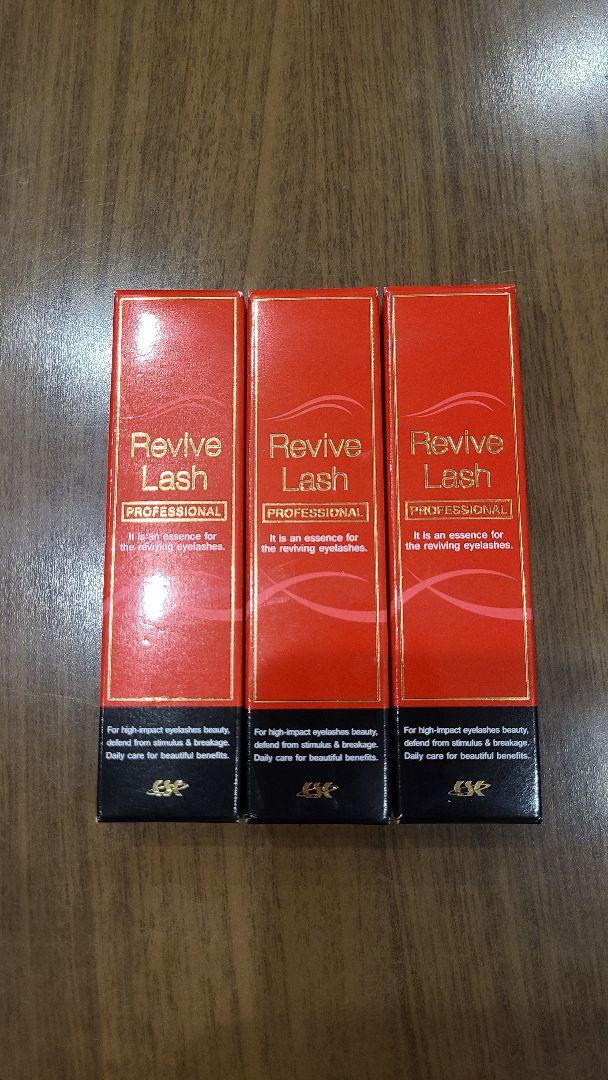 Revive
Lash
PROFESSIONAL
It is an essence for
the reviving eyelashes.
For high-impact eyelashes beauty,
defend from stimulus & breakage.
Daily care for beautiful benefits.
Revive
Lash
PROFESSIONAL
It is an essence for
the reviving eyelashes.
For high-impact eyelashes beauty,
defend from stimulus & breakage.
Daily care for beautiful benefits.
Revive
Lash
PROFESSIONAL
It is an essence for
the reviving eyelashes.
For high-impact eyelashes beauty,
defend from stimulus & breakage.
Daily care for beautiful benefits.